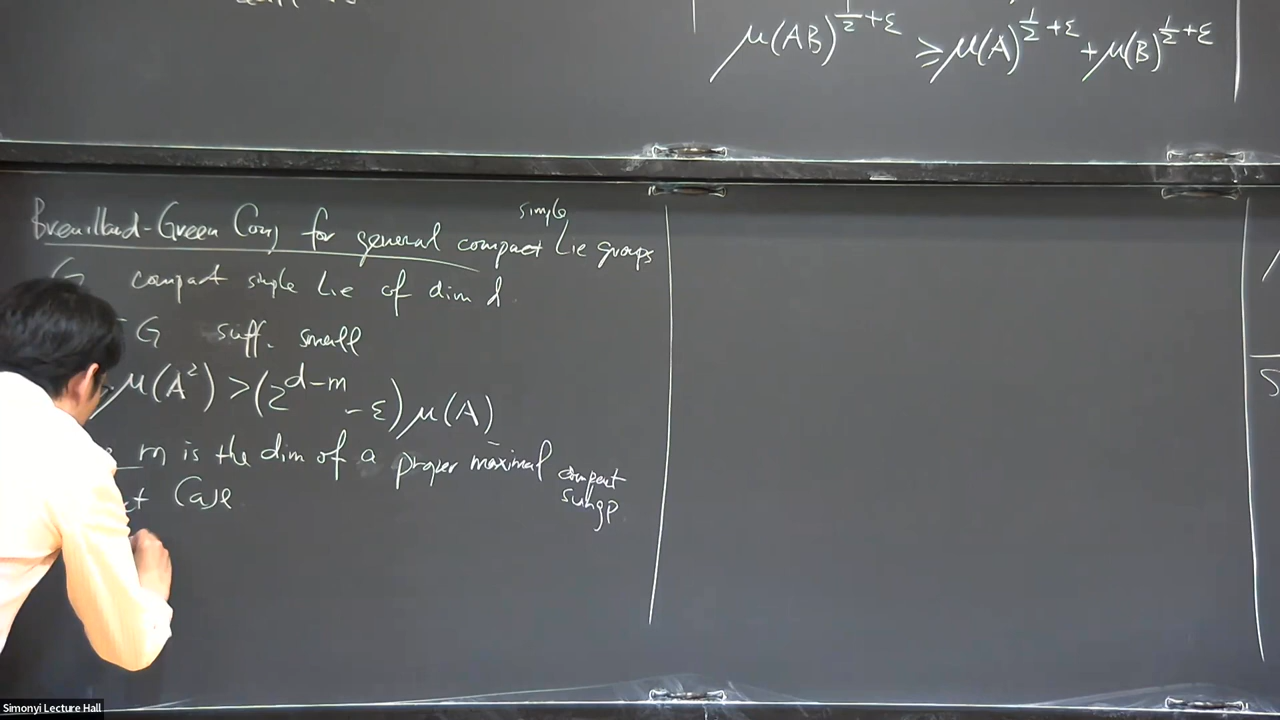 μ(AB)^{1/2+ε} ≥ μ(A)^{1/2+ε} + μ(B)^{1/2+ε}
Breuillard-Green Conj for general compact simple Lie groups
G compact simple Lie of dim d.
G suff. small
μ(A²) > (2^{d-m} - ε) μ(A)
m is the dim of a proper maximal compact
Case
Simonyi Lecture Hall